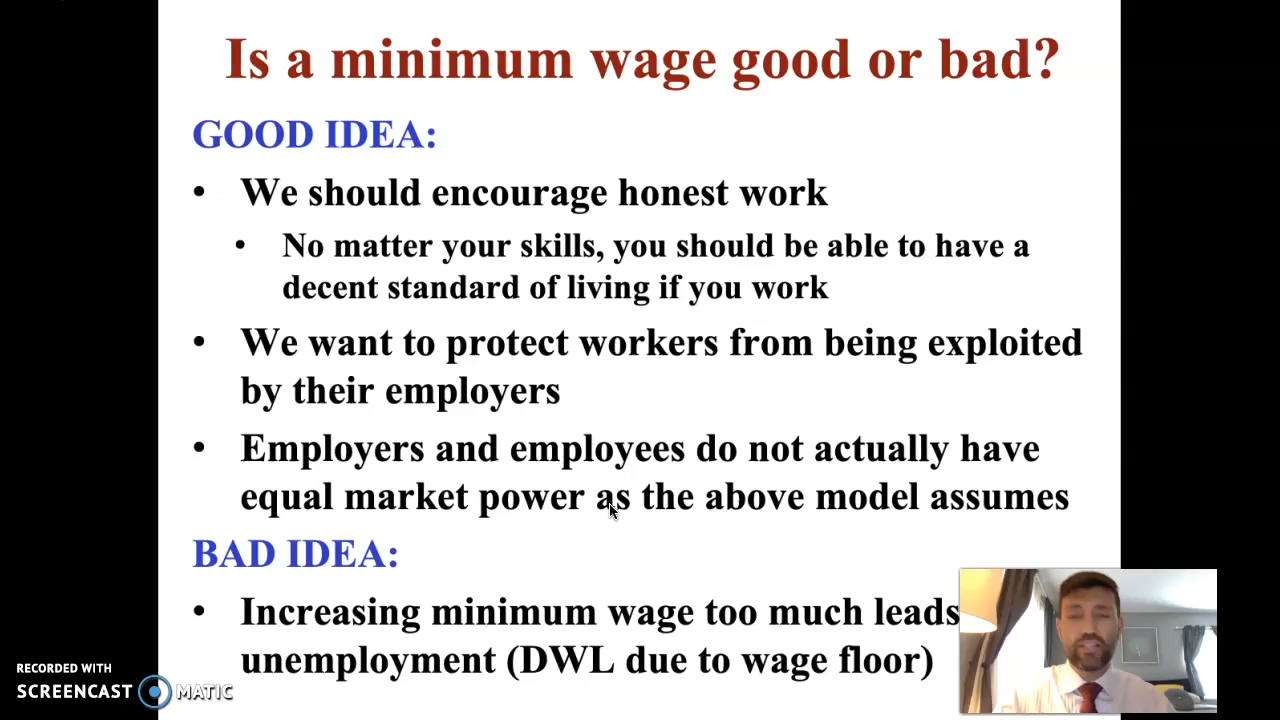 Is a minimum wage good or bad?
GOOD IDEA:
• We should encourage honest work
• No matter your skills, you should be able to have a
decent standard of living if you work
• We want to protect workers from being exploited
by their employers
• Employers and employees do not actually have
equal market power as the above model assumes
BAD IDEA:
• Increasing minimum wage too much leads
unemployment (DWL due to wage floor)
RECORDED WITH
SCREENCAST MATIC